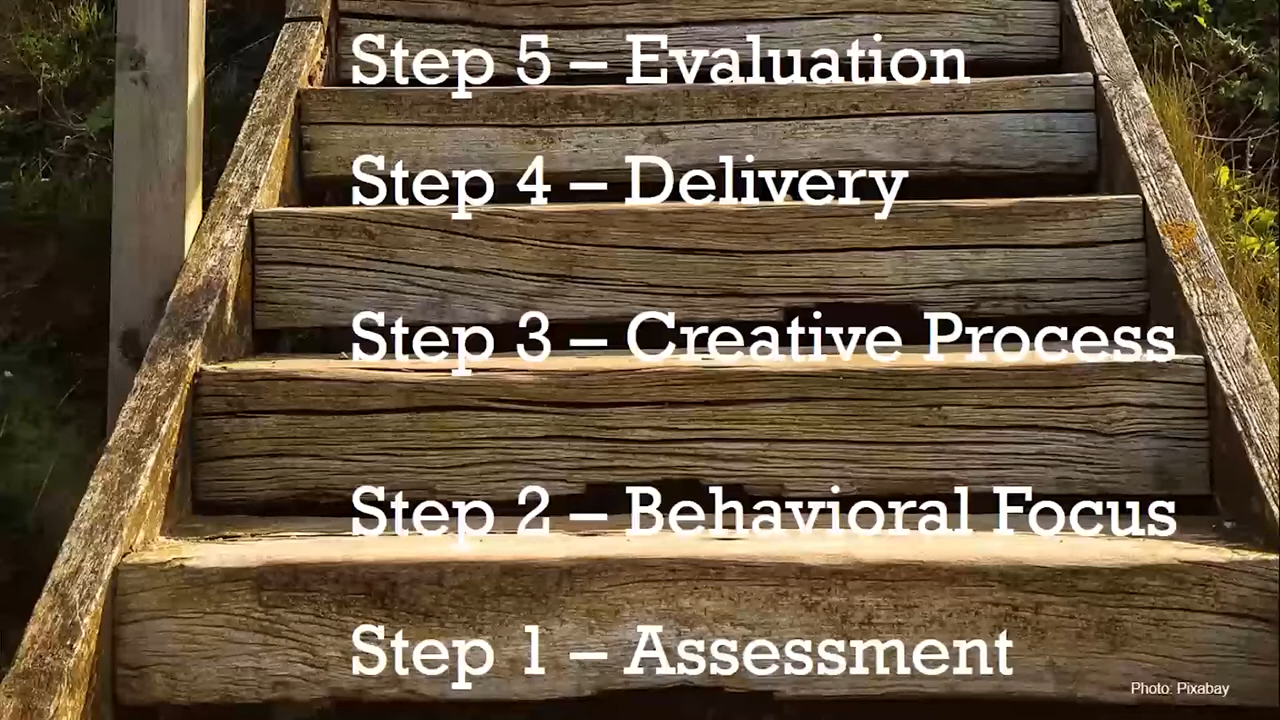 Step 5 – Evaluation
Step 4 – Delivery
Step 3 – Creative Process
Step 2 – Behavioral Focus
Step 1 – Assessment
Photo: Pixabay